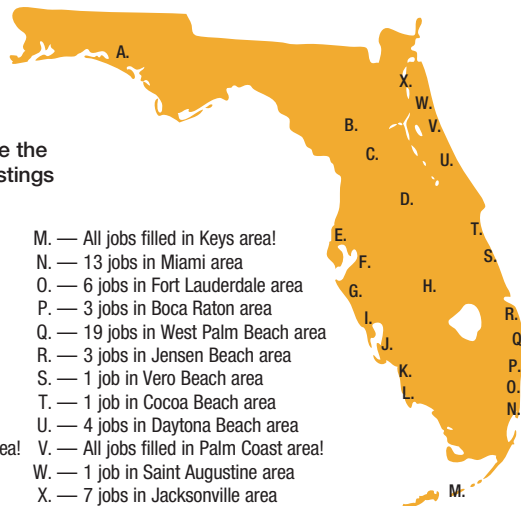 A.
X.
W.
B.
V.
C.
U.
e the
stings
D.
T.
E.
S.
F.
H.
G.
R.
I.
Q
J.
P.
K.
O.
L.
N.
M.
M. — All jobs filled in Keys area!
N. — 13 jobs in Miami area
O. — 6 jobs in Fort Lauderdale area
P. — 3 jobs in Boca Raton area
Q. — 19 jobs in West Palm Beach area
R. — 3 jobs in Jensen Beach area
S. — 1 job in Vero Beach area
T. — 1 job in Cocoa Beach area
U. — 4 jobs in Daytona Beach area
ea! V. — All jobs filled in Palm Coast area!
W. — 1 job in Saint Augustine area
X. — 7 jobs in Jacksonville area